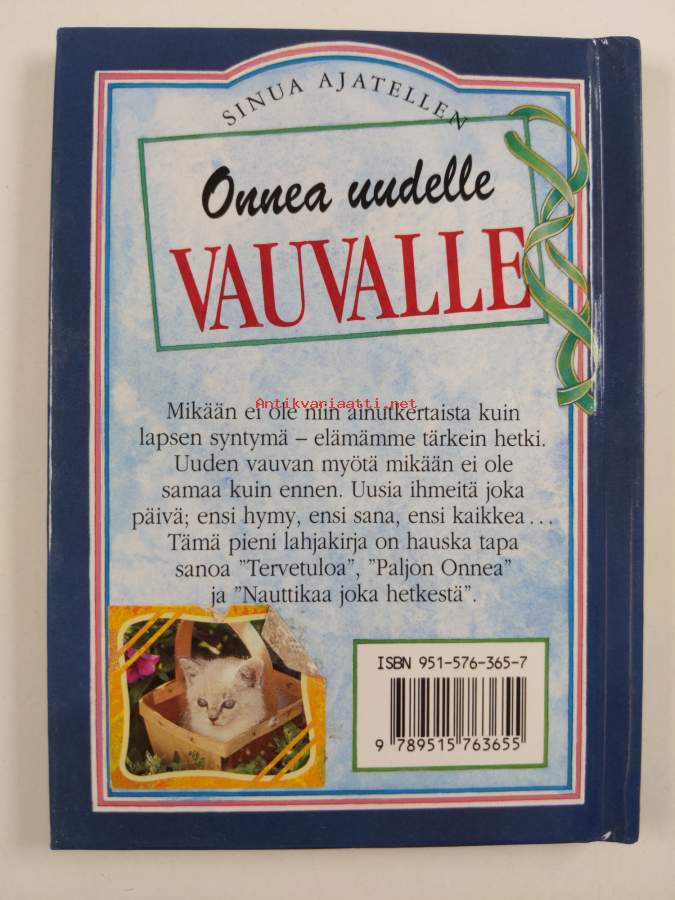 SINUA AJATELLEN
Onnea uudelle
VAUVALLE
Antikvariaatti.net
Mikään ei ole niin ainutkertaista kuin
lapsen syntymä – elämämme tärkein hetki.
Uuden vauvan myötä mikään ei ole
samaa kuin ennen. Uusia ihmeitä joka
päivä; ensi hymy, ensi sana, ensi kaikkea...
Tämä pieni lahjakirja on hauska tapa
sanoa ”Tervetuloa”, ”Paljon Onnea”
ja ”Nauttikaa joka hetkestä”.
ISBN 951-576-365-7
9 789515 763655